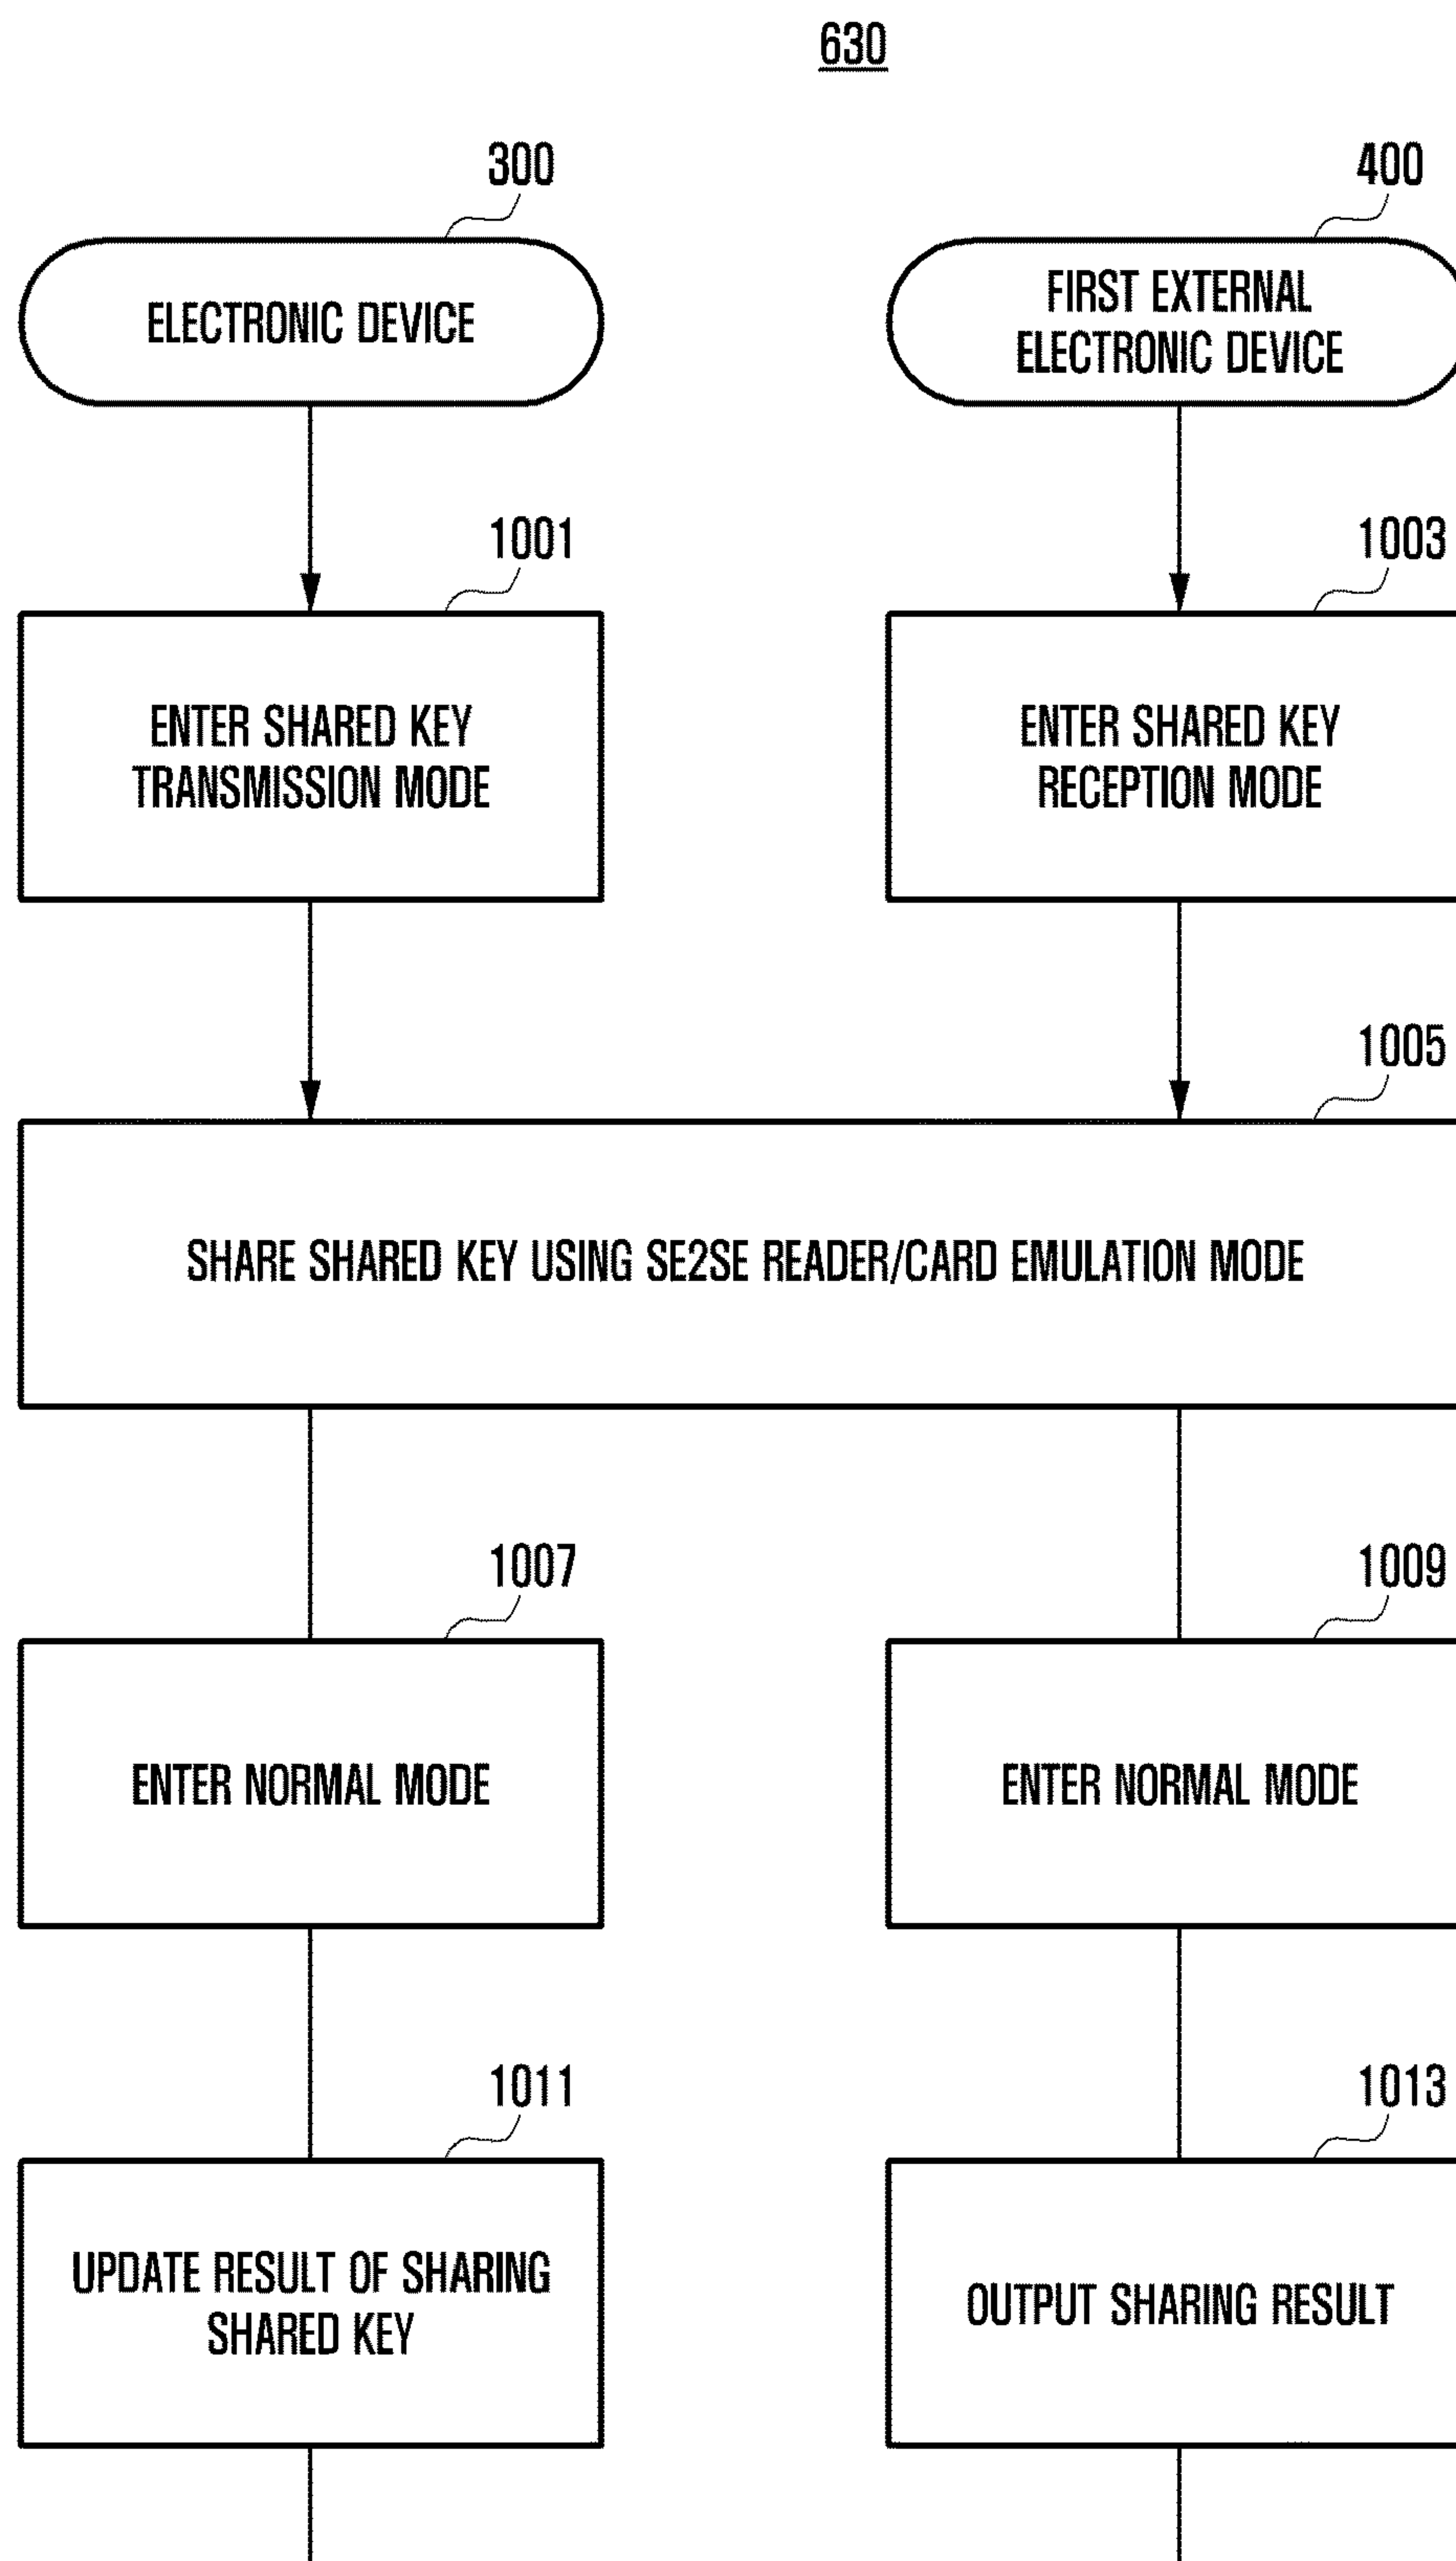 630
300
400
ELECTRONIC DEVICE
FIRST EXTERNAL
ELECTRONIC DEVICE
1001
1003
ENTER SHARED KEY
TRANSMISSION MODE
ENTER SHARED KEY
RECEPTION MODE
1005
SHARE SHARED KEY USING SE2SE READER/CARD EMULATION MODE
1007
1009
ENTER NORMAL MODE
ENTER NORMAL MODE
1011
1013
UPDATE RESULT OF SHARING
SHARED KEY
OUTPUT SHARING RESULT